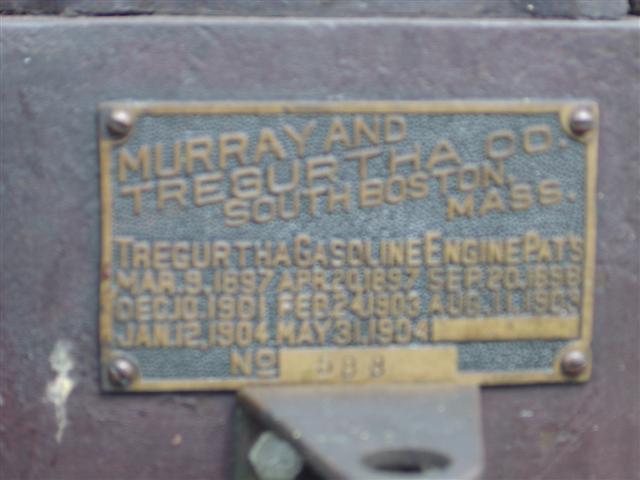 MURRAY AND
TREGURTHA CO.
SOUTH BOSTON,
MASS.
TREGURTHA GASOLINE ENGINE PAT'S
MAR. 9, 1897 APR. 20, 1897 SEP. 20, 1898
DEC. 10, 1901 FEB. 24, 1903 AUG. 11, 1903
JAN. 12, 1904. MAY 31, 1904
NO